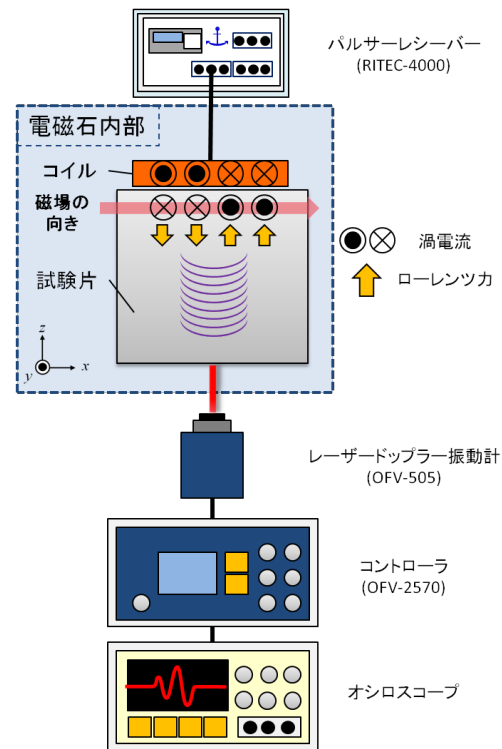 パルサーレシーバー
(RITEC-4000)
電磁石内部
コイル
磁場の
向き
渦電流
ローレンツ力
試験片
z
y
x
レーザードップラー振動計
(OFV-505)
コントローラ
(OFV-2570)
オシロスコープ